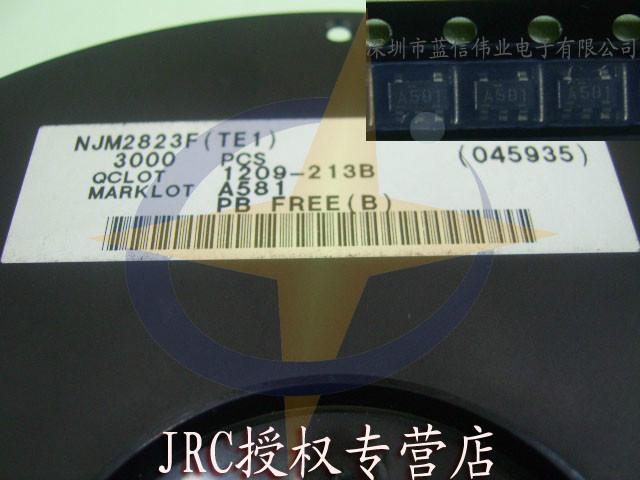 深圳市蓝信伟业电子有限公司
A581 A581 A581
NJM2823F(TE1)
3000 PCS (045935)
QCLOT 1209-213B
MARKLOT A581
PB FREE(B)
JRC授权专营店